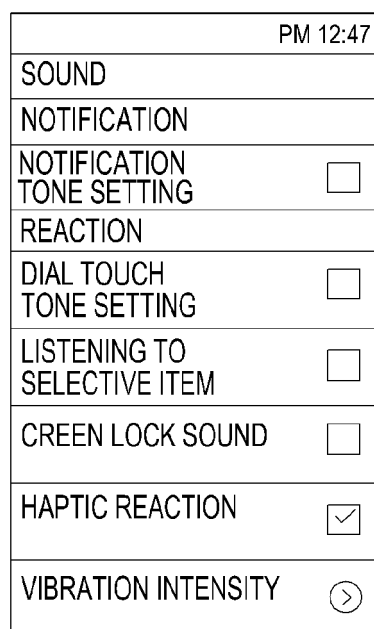 PM 12:47
SOUND
NOTIFICATION
NOTIFICATION
TONE SETTING
REACTION
DIAL TOUCH
TONE SETTING
LISTENING TO
SELECTIVE ITEM
CREEN LOCK SOUND
HAPTIC REACTION
VIBRATION INTENSITY